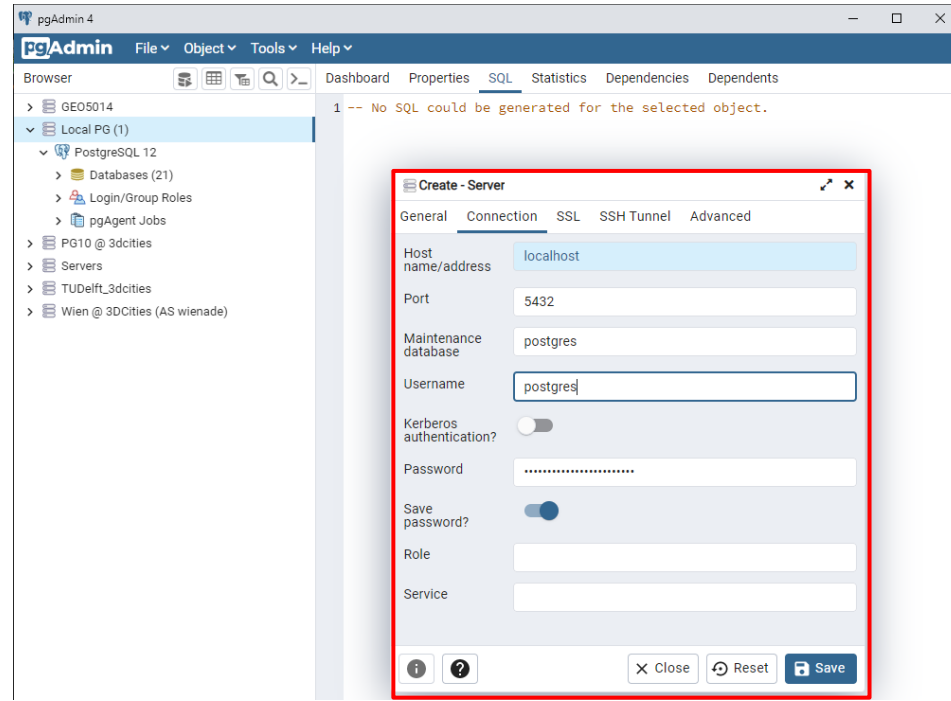 pgAdmin 4
pgAdmin File Object Tools Help
Browser
Dashboard Properties SQL Statistics Dependencies Dependents
GEO5014
Local PG (1)
PostgreSQL 12
Databases (21)
Login/Group Roles
pgAgent Jobs
PG10 @ 3dcities
Servers
TUDelft_3dcities
Wien @ 3DCities (AS wienade)
1 -- No SQL could be generated for the selected object.
Create - Server
General Connection SSL SSH Tunnel Advanced
Host
name/address
localhost
Port
5432
Maintenance
database
postgres
Username
postgres
Kerberos
authentication?
Password
••••••••••••••••••••••••
Save
password?
Role
Service
Close Reset Save